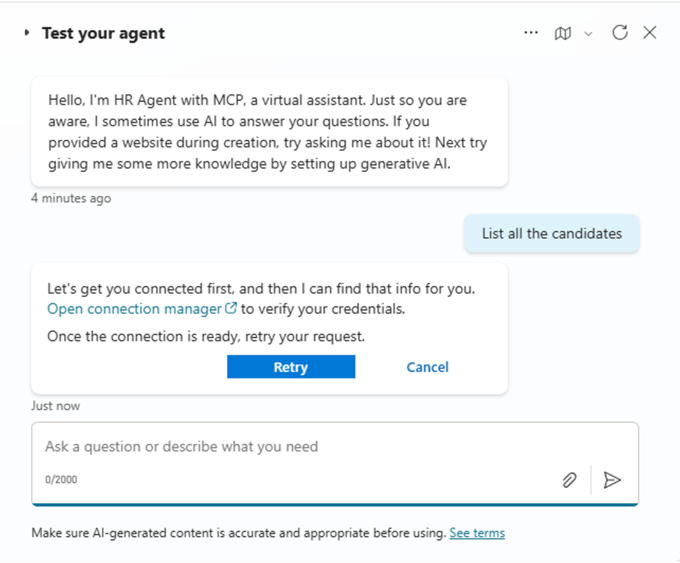 Test your agent
Hello, I'm HR Agent with MCP, a virtual assistant. Just so you are
aware, I sometimes use AI to answer your questions. If you
provided a website during creation, try asking me about it! Next try
giving me some more knowledge by setting up generative AI.
4 minutes ago
List all the candidates
Let's get you connected first, and then I can find that info for you.
Open connection manager to verify your credentials.
Once the connection is ready, retry your request.
Retry Cancel
Just now
Ask a question or describe what you need
0/2000
Make sure AI-generated content is accurate and appropriate before using. See terms